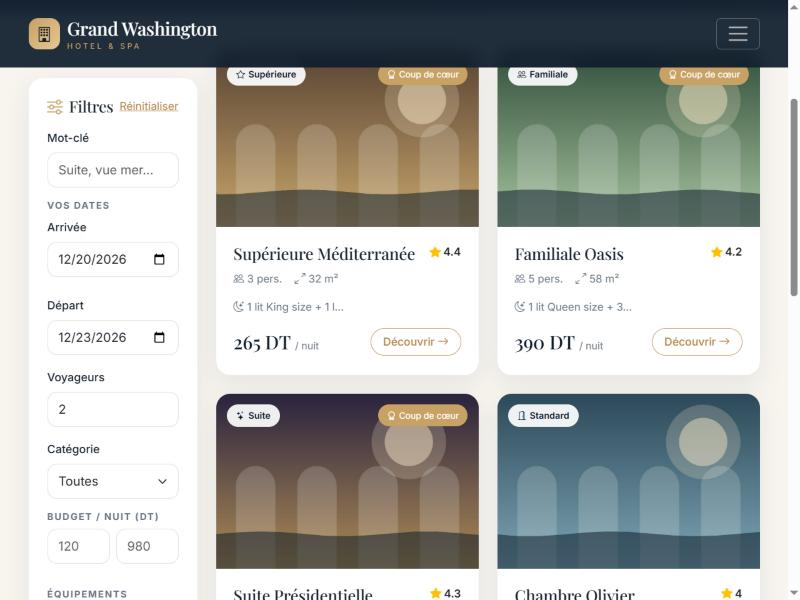 Grand Washington
HOTEL & SPA
Filtres Réinitialiser
Mot-clé
Suite, vue mer...
VOS DATES
Arrivée
12/20/2026
Départ
12/23/2026
Voyageurs
2
Catégorie
Toutes
BUDGET / NUIT (DT)
120 980
ÉQUIPEMENTS
Supérieure Coup de cœur
Supérieure Méditerranée 4.4
3 pers. 32 m²
1 lit King size + 1 l...
265 DT / nuit Découvrir →
Familiale Coup de cœur
Familiale Oasis 4.2
5 pers. 58 m²
1 lit Queen size + 3...
390 DT / nuit Découvrir →
Suite Coup de cœur
Suite Présidentielle 4.3
Standard
Chambre Olivier 4